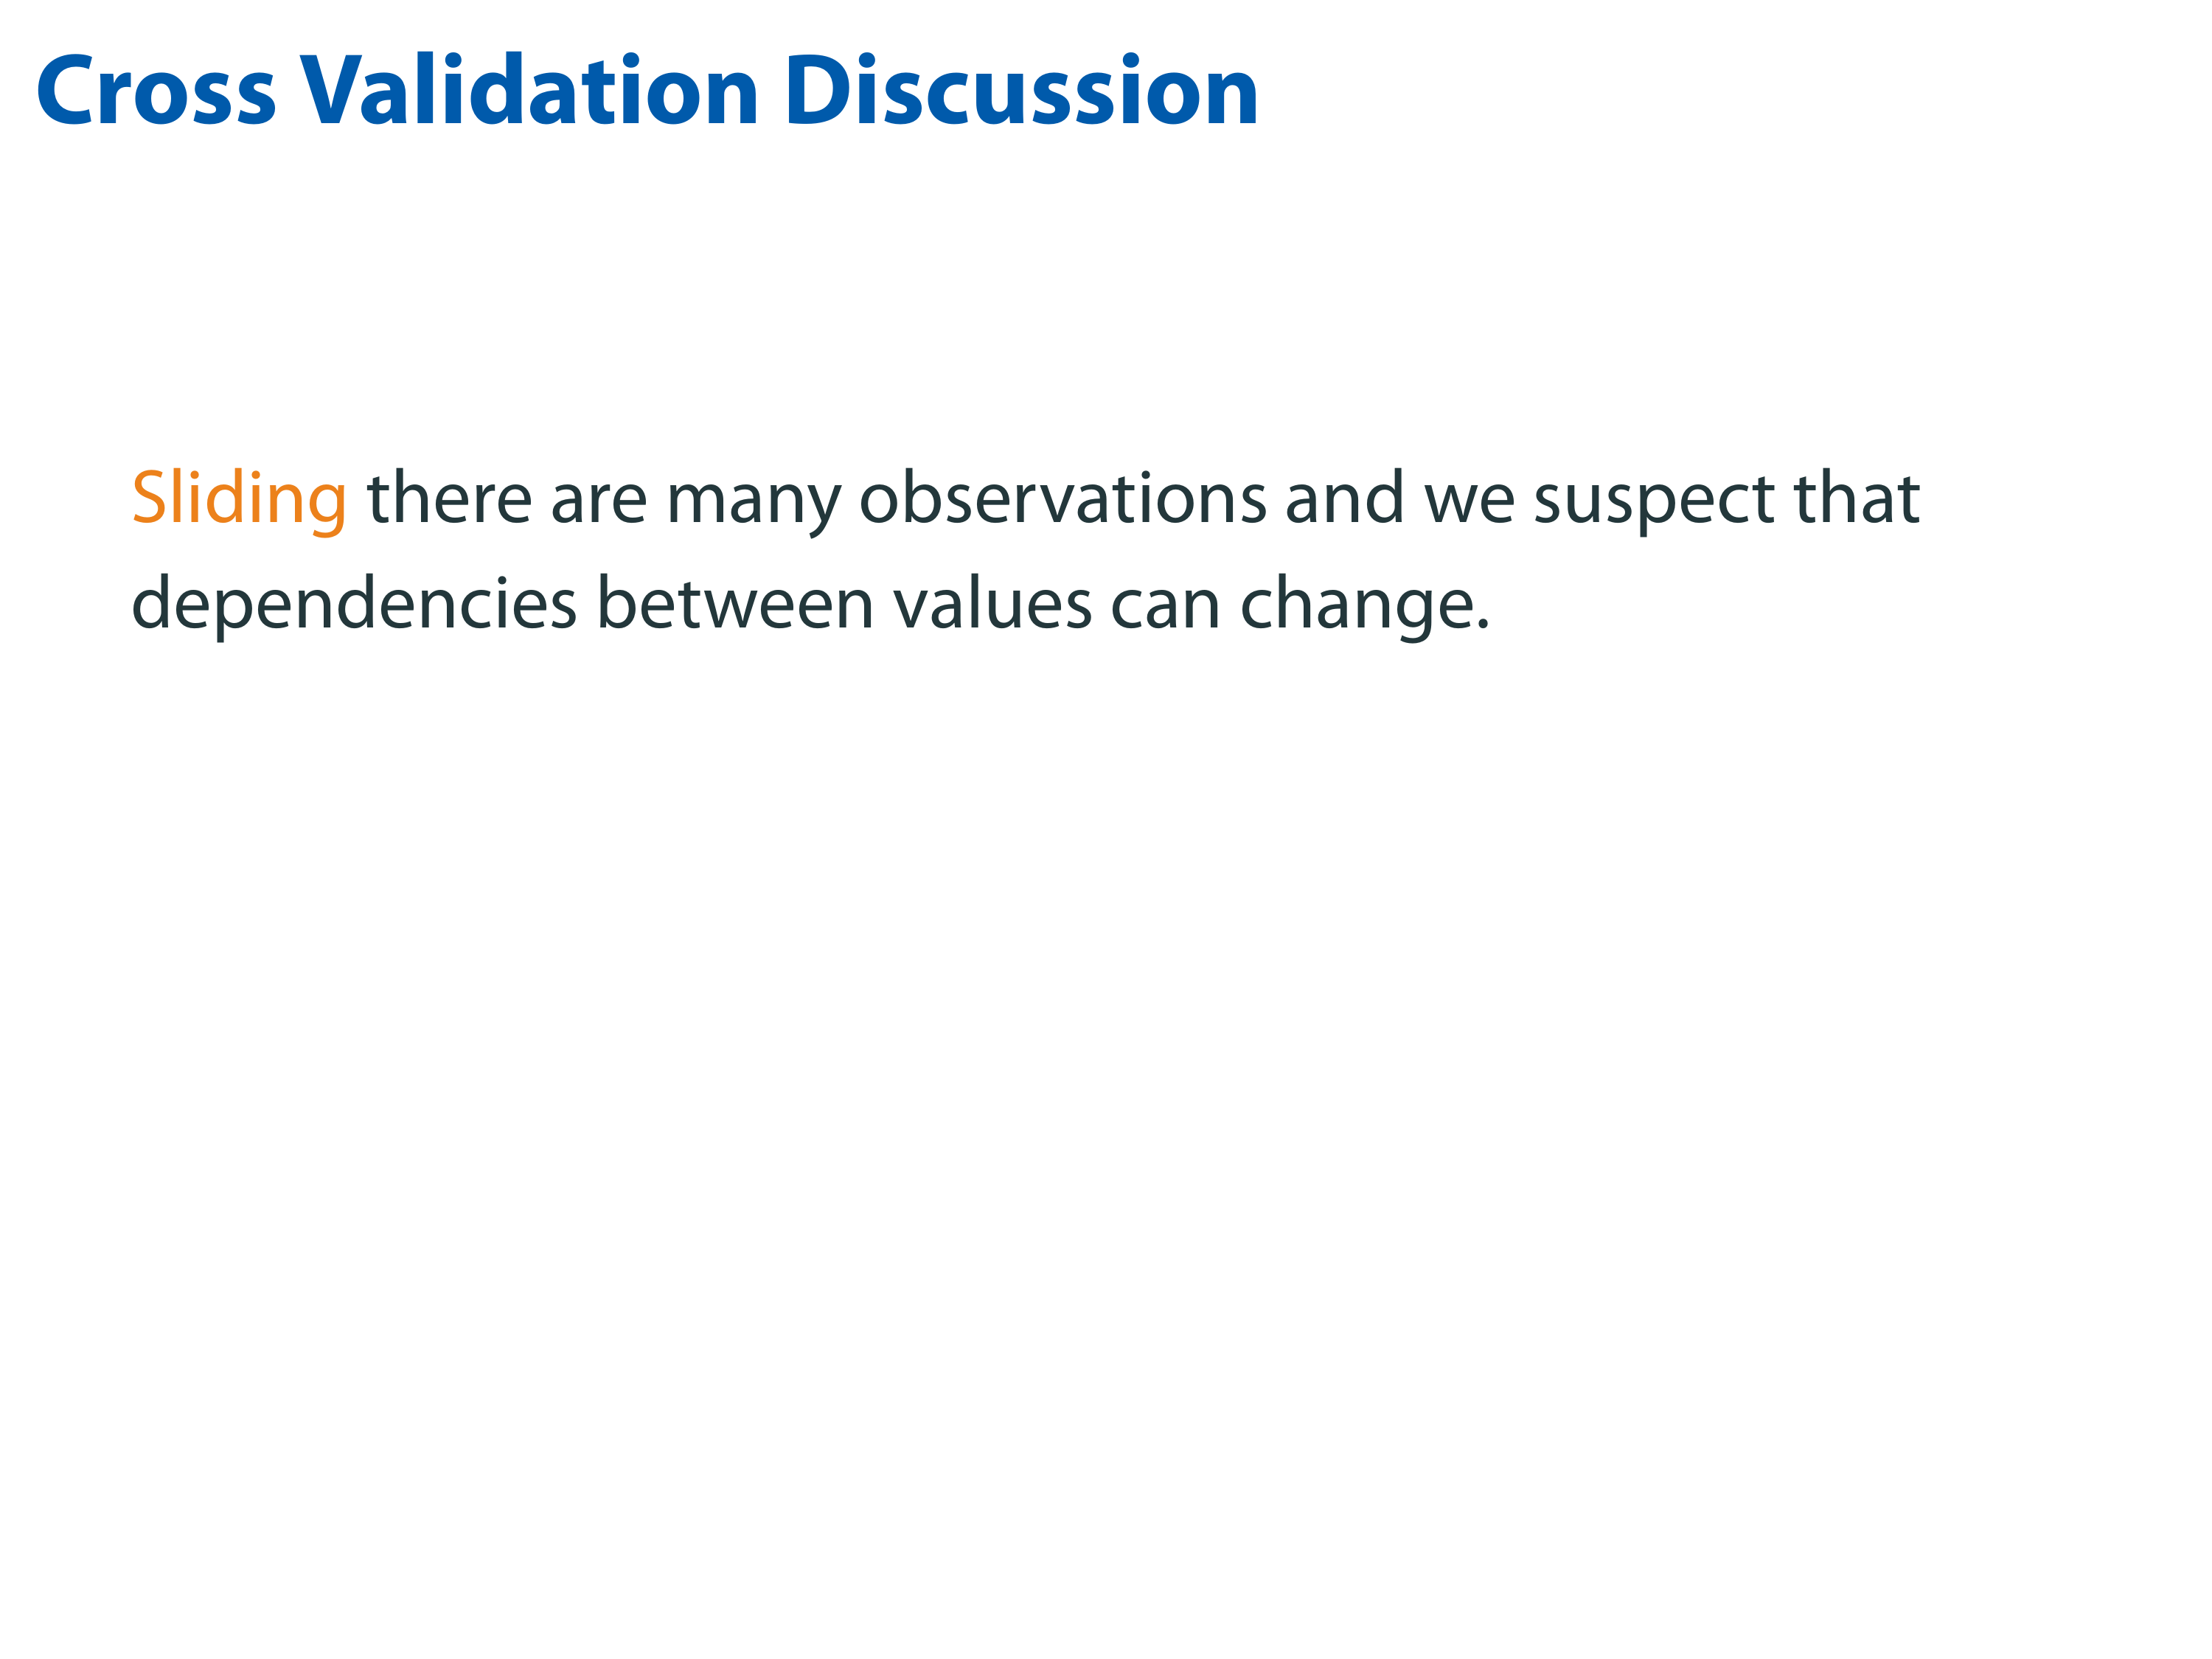 Cross Validation Discussion
Sliding there are many observations and we suspect that
dependencies between values can change.